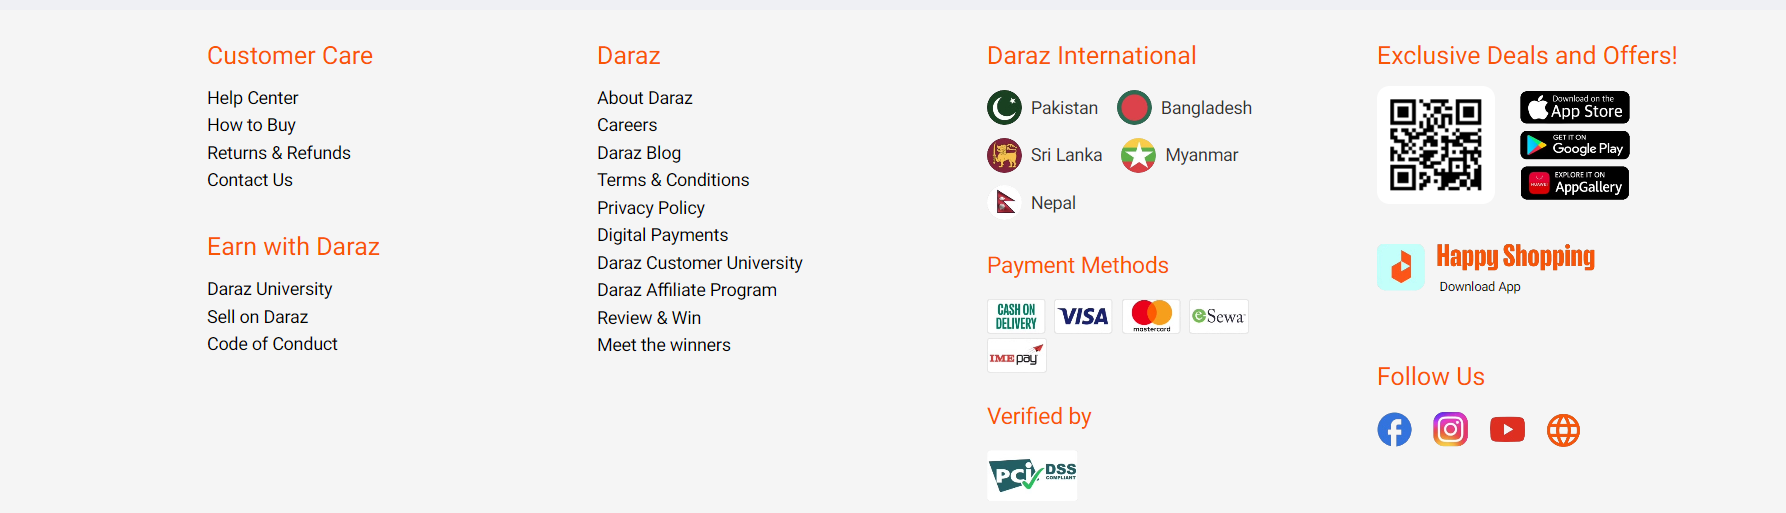 Customer Care
Help Center
How to Buy
Returns & Refunds
Contact Us
Earn with Daraz
Daraz University
Sell on Daraz
Code of Conduct
Daraz
About Daraz
Careers
Daraz Blog
Terms & Conditions
Privacy Policy
Digital Payments
Daraz Customer University
Daraz Affiliate Program
Review & Win
Meet the winners
Daraz International
Pakistan Bangladesh
Sri Lanka Myanmar
Nepal
Payment Methods
CASH ON
DELIVERY
VISA
mastercard
eSewa
IME pay
Verified by
PCi DSS
COMPLIANT
Exclusive Deals and Offers!
Download on the
App Store
GET IT ON
Google Play
HUAWEI
EXPLORE IT ON
AppGallery
Happy Shopping
Download App
Follow Us